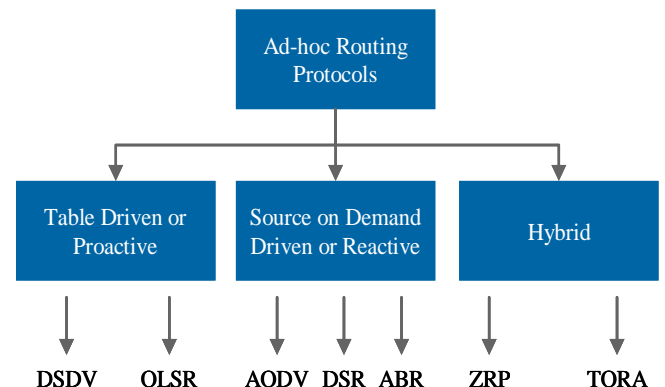 Ad-hoc Routing
Protocols
Table Driven or
Proactive
Source on Demand
Driven or Reactive
Hybrid
DSDV
OLSR
AODV
DSR
ABR
ZRP
TORA